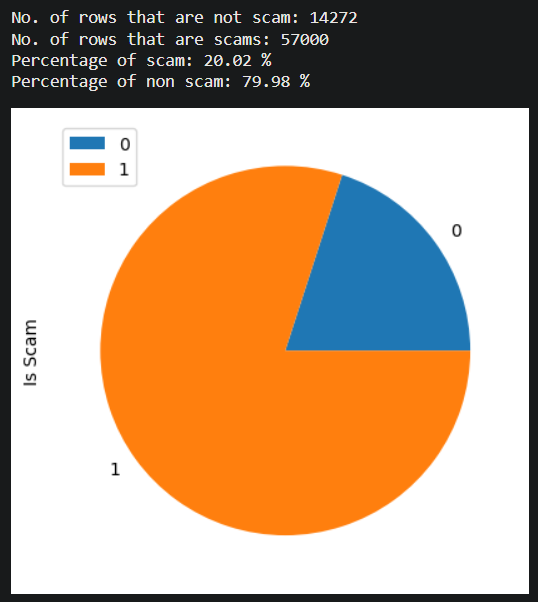 No. of rows that are not scam: 14272
No. of rows that are scams: 57000
Percentage of scam: 20.02 %
Percentage of non scam: 79.98 %
0
1
0
Is Scam
1